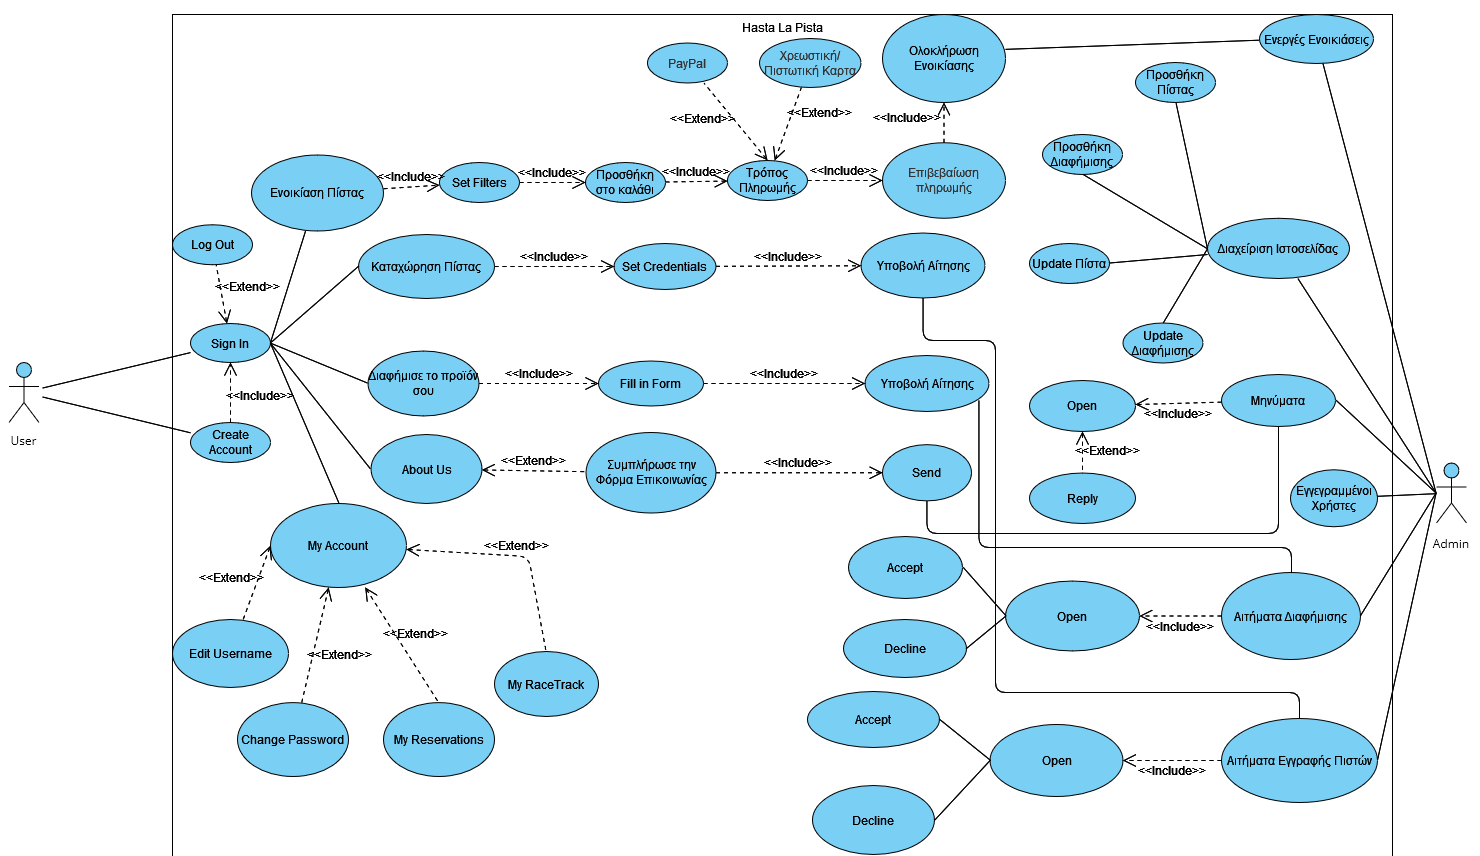 Hasta La Pista
PayPal
Χρεωστική/
Πιστωτική Κάρτα
Ολοκλήρωση
Ενοικίασης
Ενεργές Ενοικιάσεις
<<Extend>>
<<Extend>>
<<Include>>
Προσθήκη
Πίστας
Προσθήκη
Διαφήμισης
Ενοικίαση Πίστας
<<Include>>
Set Filters
<<Include>>
Προσθήκη
στο καλάθι
<<Include>>
Τρόπος
Πληρωμής
<<Include>>
Επιβεβαίωση
πληρωμής
Log Out
<<Extend>>
Καταχώρηση Πίστας
<<Include>>
Set Credentials
<<Include>>
Υποβολή Αίτησης
Διαχείριση Ιστοσελίδας
Update Πίστα
Update
Διαφήμισης
Sign In
User
<<Include>>
Create
Account
Διαφήμισε το προϊόν
σου
<<Include>>
Fill in Form
<<Include>>
Υποβολή Αίτησης
Open
<<Include>>
Μηνύματα
<<Extend>>
Reply
About Us
<<Extend>>
Συμπλήρωσε την
Φόρμα Επικοινωνίας
<<Include>>
Send
Εγγεγραμμένοι
Χρήστες
Admin
My Account
<<Extend>>
<<Extend>>
<<Extend>>
<<Extend>>
Edit Username
Change Password
My Reservations
My RaceTrack
Accept
Decline
Open
<<Include>>
Αιτήματα Διαφήμισης
Accept
Decline
Open
<<Include>>
Αιτήματα Εγγραφής Πιστών